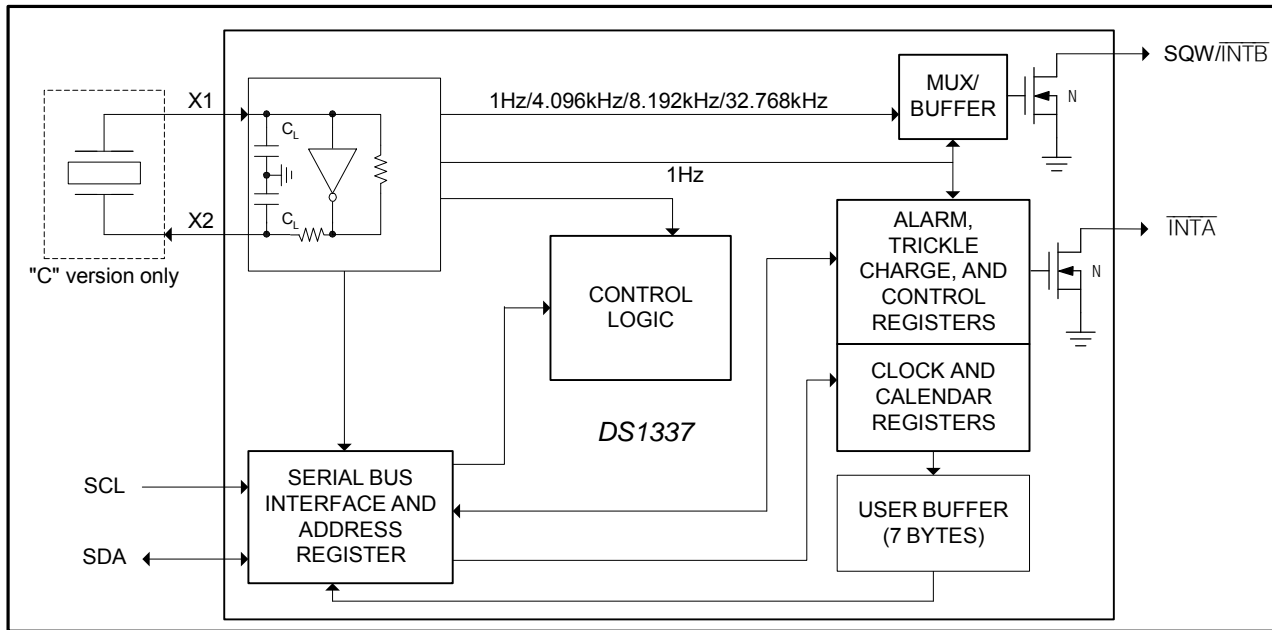 SQW/INTB
MUX/
BUFFER
N
1Hz/4.096kHz/8.192kHz/32.768kHz
X1
CL
1Hz
X2
CL
"C" version only
ALARM,
TRICKLE
CHARGE, AND
CONTROL
REGISTERS
INTA
N
CONTROL
LOGIC
CLOCK AND
CALENDAR
REGISTERS
DS1337
SCL
SERIAL BUS
INTERFACE AND
ADDRESS
REGISTER
SDA
USER BUFFER
(7 BYTES)